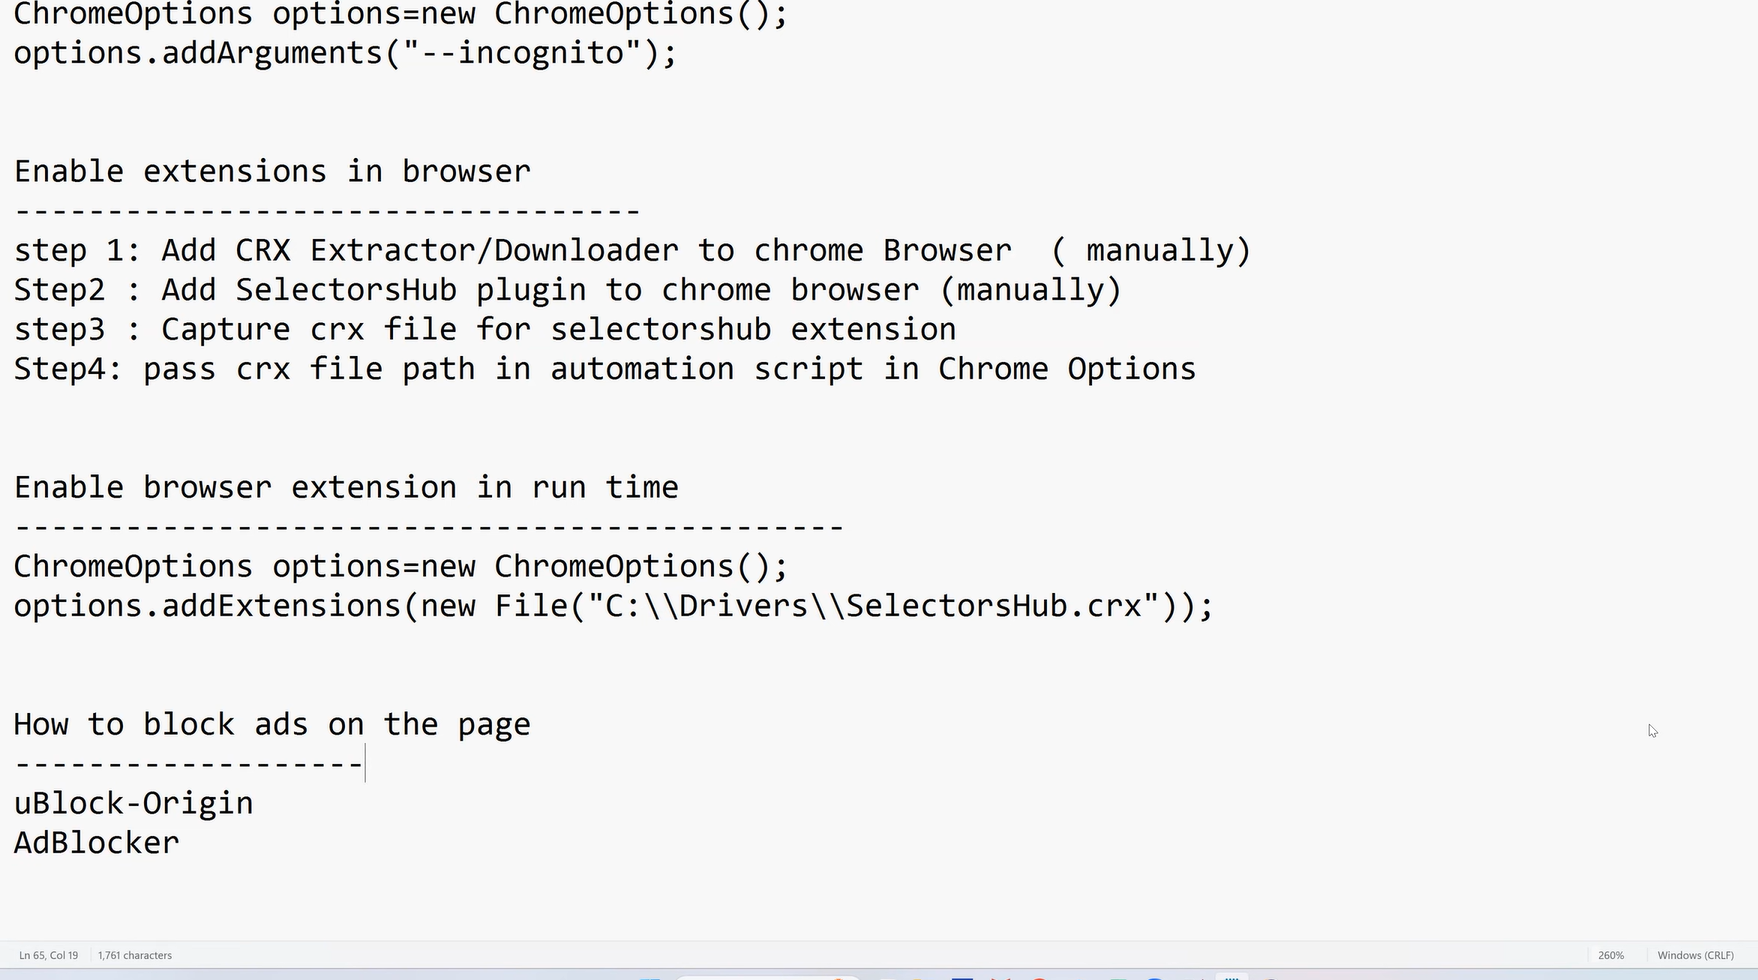 ChromeOptions options=new ChromeOptions();
options.addArguments("--incognito");
Enable extensions in browser
----------------------------------
step 1: Add CRX Extractor/Downloader to chrome Browser  ( manually)
Step2 : Add SelectorsHub plugin to chrome browser (manually)
step3 : Capture crx file for selectorshub extension
Step4: pass crx file path in automation script in Chrome Options
Enable browser extension in run time
---------------------------------------------
ChromeOptions options=new ChromeOptions();
options.addExtensions(new File("C:\\Drivers\\SelectorsHub.crx"));
How to block ads on the page
-------------------
uBlock-Origin
AdBlocker
Ln 65, Col 19 1,761 characters 260% Windows (CRLF)